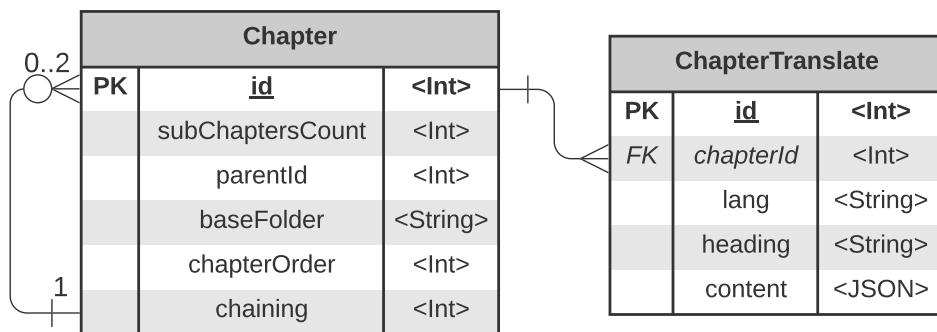 0..2
1
Chapter
PK id <Int>
subChaptersCount <Int>
parentId <Int>
baseFolder <String>
chapterOrder <Int>
chaining <Int>
ChapterTranslate
PK id <Int>
FK chapterId <Int>
lang <String>
heading <String>
content <JSON>